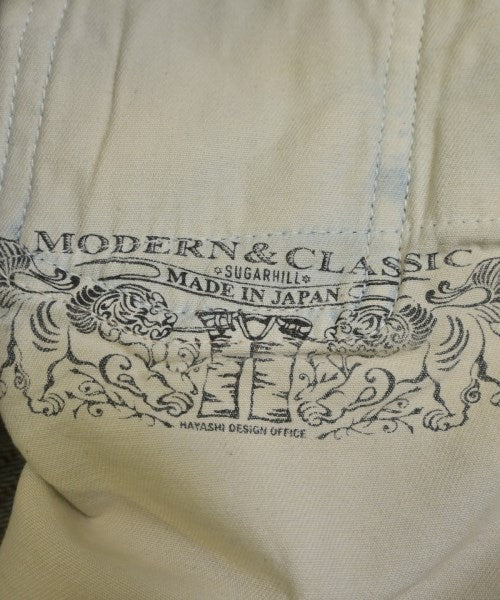 MODERN & CLASSIC
*SUGARHILL*
MADE IN JAPAN
HAYASHI DESIGN OFFICE